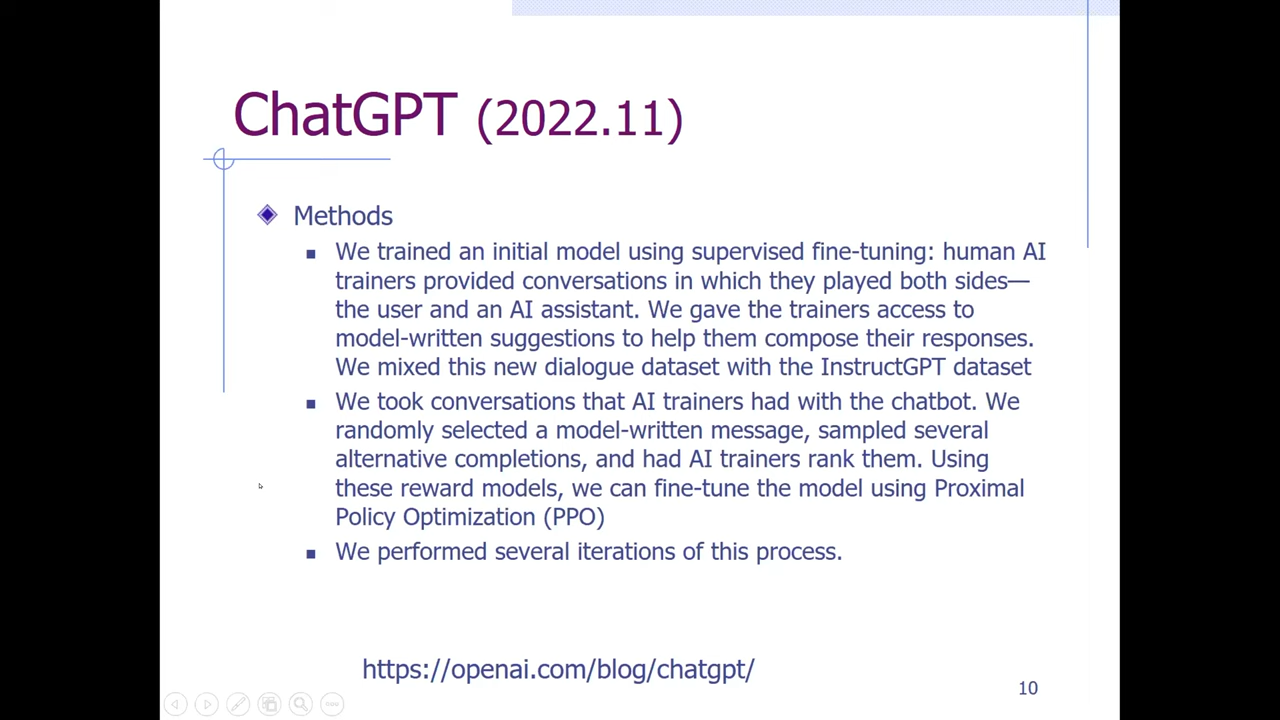 ChatGPT (2022.11)
Methods
We trained an initial model using supervised fine-tuning: human AI
trainers provided conversations in which they played both sides—
the user and an AI assistant. We gave the trainers access to
model-written suggestions to help them compose their responses.
We mixed this new dialogue dataset with the InstructGPT dataset
We took conversations that AI trainers had with the chatbot. We
randomly selected a model-written message, sampled several
alternative completions, and had AI trainers rank them. Using
these reward models, we can fine-tune the model using Proximal
Policy Optimization (PPO)
We performed several iterations of this process.
https://openai.com/blog/chatgpt/
10